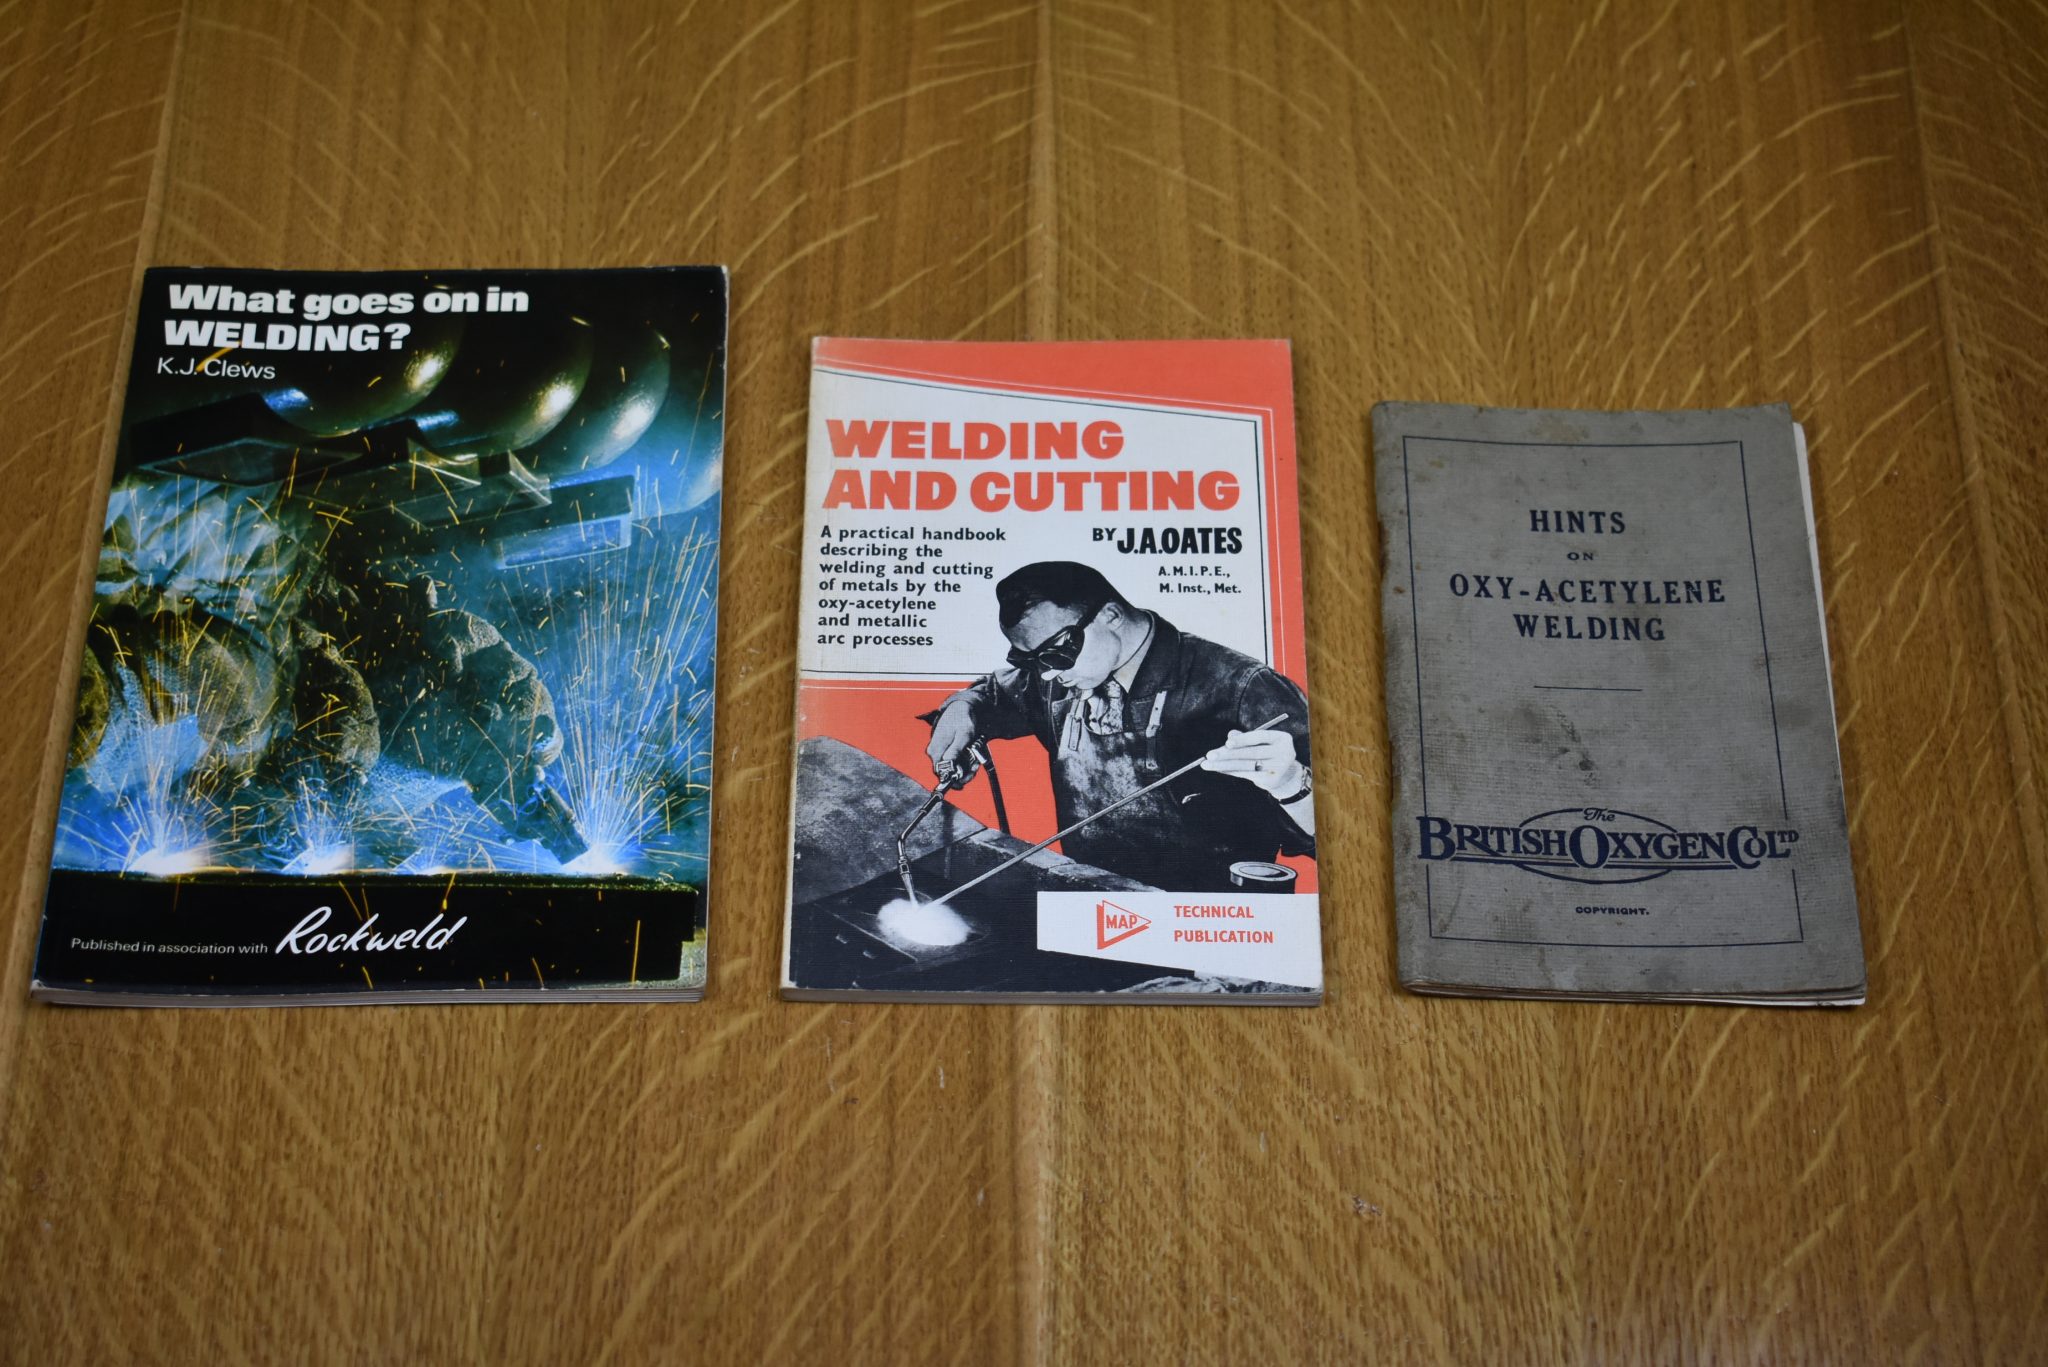 What goes on in
WELDING?
K.J. Clews
Published in association with Rockweld
WELDING
AND CUTTING
A practical handbook
describing the
welding and cutting
of metals by the
oxy-acetylene
and metallic
arc processes
BY J.A.OATES
A.M.I.P.E.,
M. Inst., Met.
MAP
TECHNICAL
PUBLICATION
HINTS
ON
OXY-ACETYLENE
WELDING
The
BRITISH OXYGEN CO LTD
COPYRIGHT.